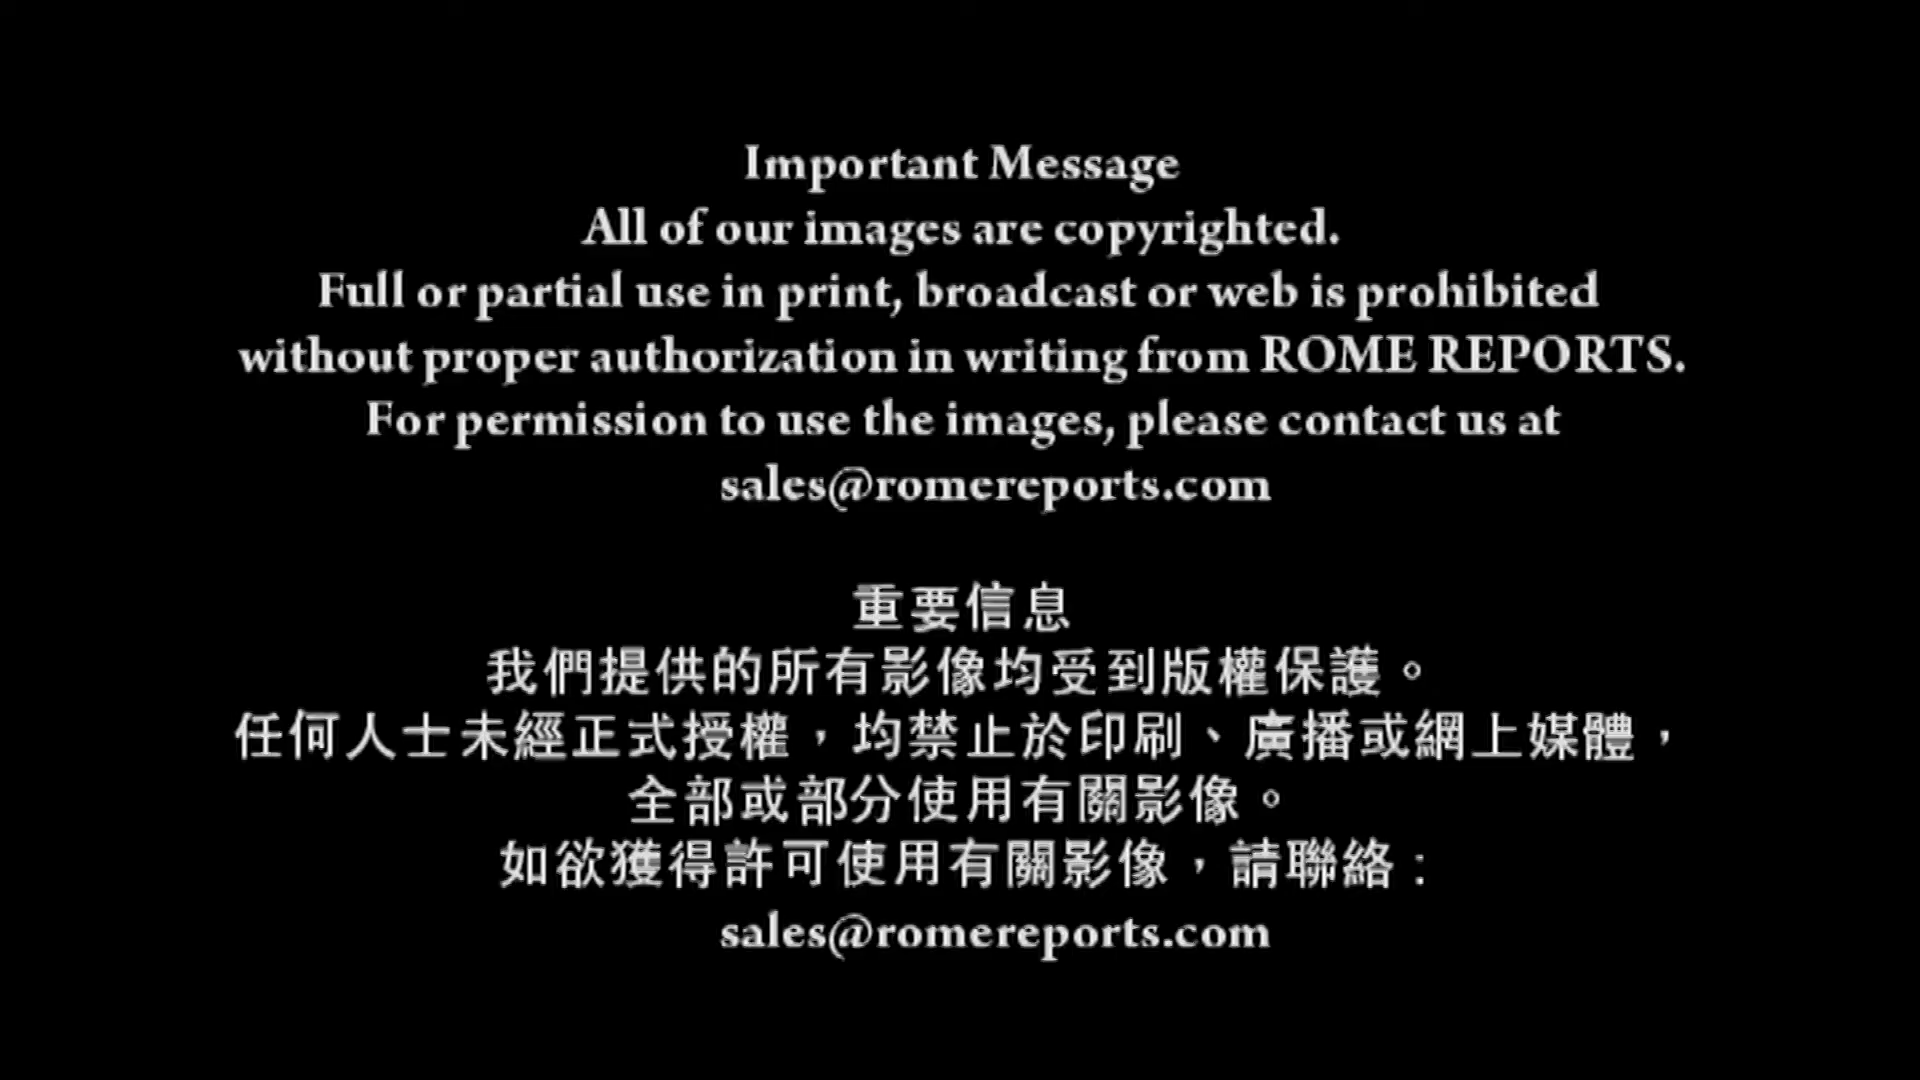 Important Message
All of our images are copyrighted.
Full or partial use in print, broadcast or web is prohibited
without proper authorization in writing from ROME REPORTS.
For permission to use the images, please contact us at
sales@romereports.com
重要信息
我們提供的所有影像均受到版權保護。
任何人士未經正式授權，均禁止於印刷、廣播或網上媒體，
全部或部分使用有關影像。
如欲獲得許可使用有關影像，請聯絡：
sales@romereports.com